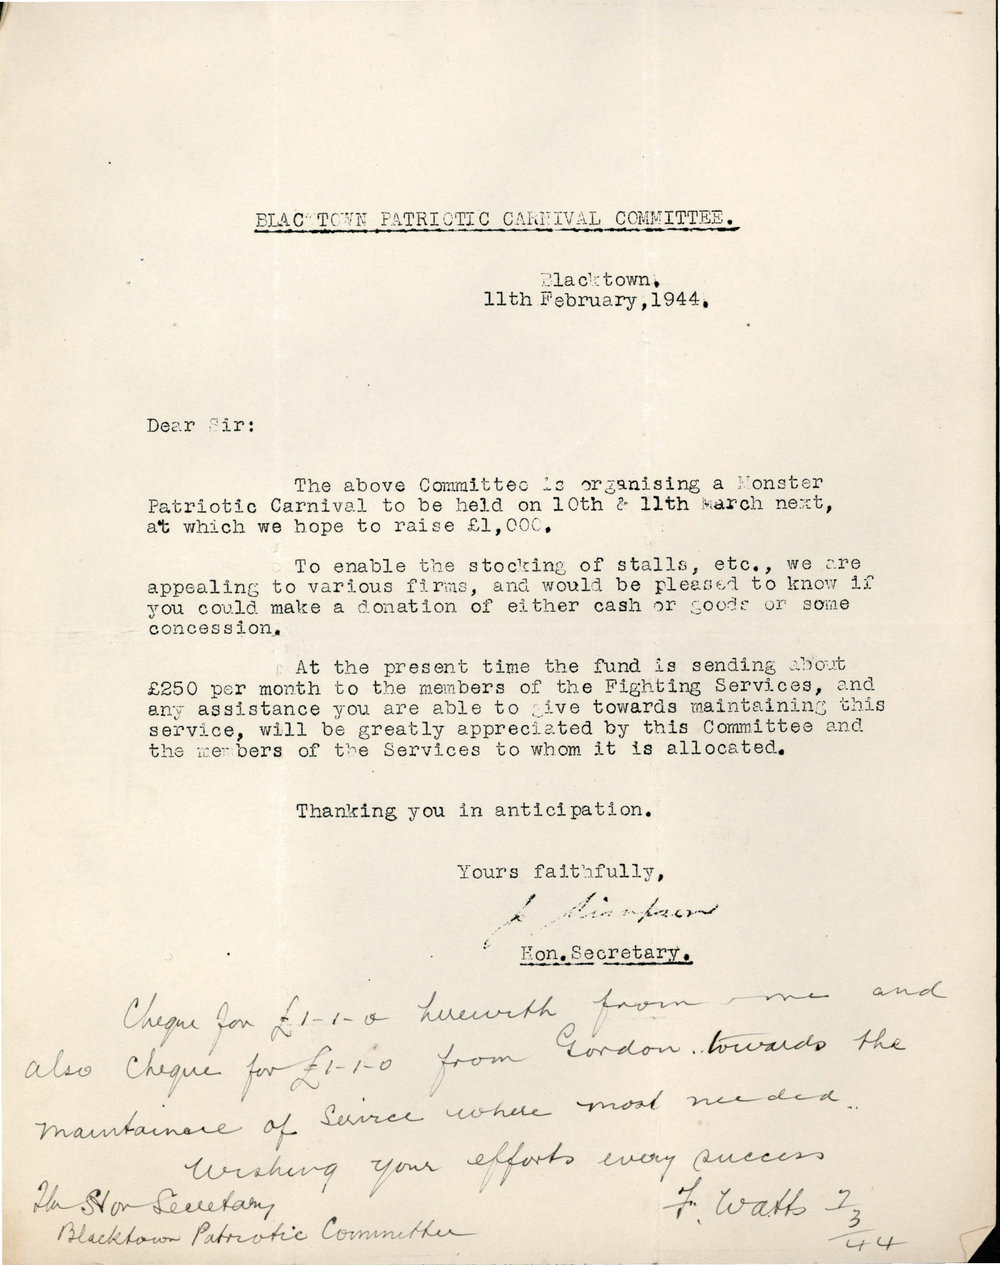 BLACKTOWN PATRIOTIC CARNIVAL COMMITTEE.
Blacktown.
11th February,1944.
Dear Sir:
The above Committee is organising a Monster
Patriotic Carnival to be held on 10th & 11th March next,
at which we hope to raise £1,000.
To enable the stocking of stalls, etc., we are
appealing to various firms, and would be pleased to know if
you could make a donation of either cash or goods or some
concession.
At the present time the fund is sending about
£250 per month to the members of the Fighting Services, and
any assistance you are able to give towards maintaining this
service, will be greatly appreciated by this Committee and
the members of the Services to whom it is allocated.
Thanking you in anticipation.
Yours faithfully,
Hon.Secretary.
Cheque for £1-1-0 herewith from me and
also Cheque for £1-1-0 from Gordon.. towards the
of Service where most needed..
Wishing your efforts every success
F. Watts 7/3/44
The Hon Secretary
Blacktown Patriotic Committee